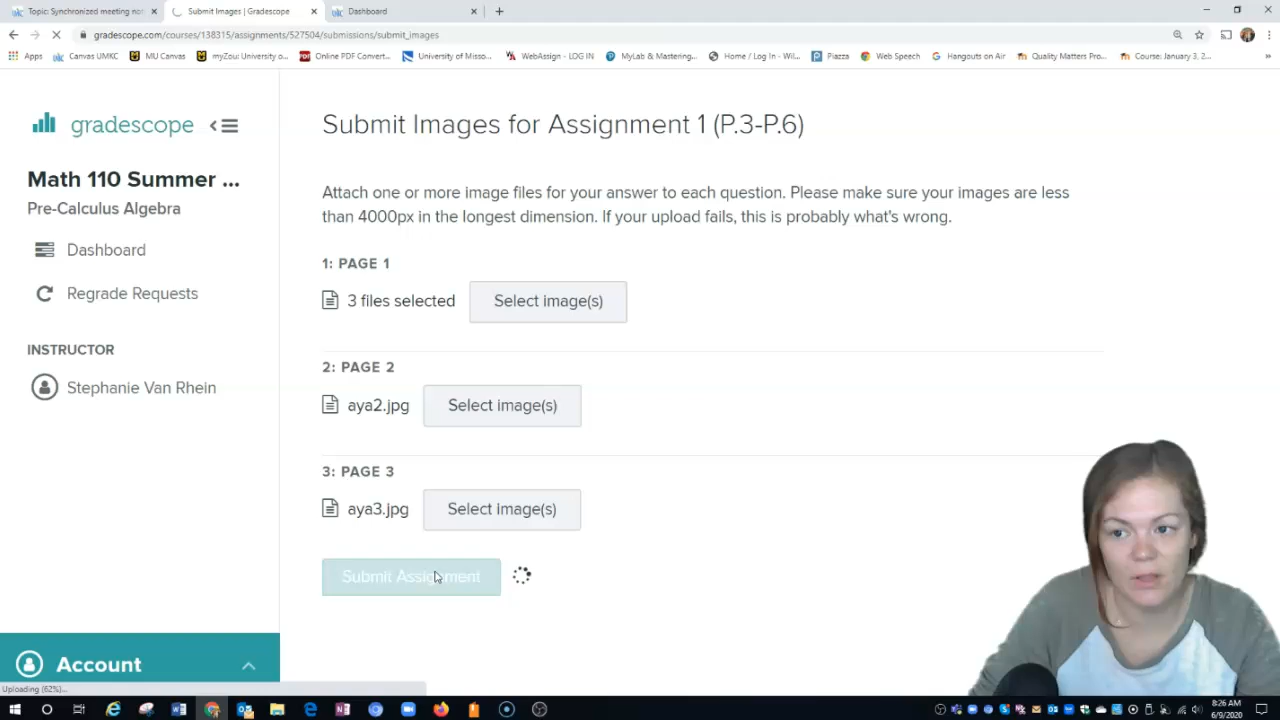 Topic: Synchronized meeting not
Submit Images | Gradescope
Dashboard
gradescope.com/courses/138315/assignments/527504/submissions/submit_images
Apps
Canvas UMKC
MU Canvas
myZou: University o...
Online PDF Convert...
University of Misso...
WebAssign - LOG IN
MyLab & Mastering...
Home / Log In - Wil...
Piazza
Web Speech
Hangouts on Air
Quality Matters Pro...
Course: January 3, 2...
gradescope
Math 110 Summer ...
Pre-Calculus Algebra
Dashboard
Regrade Requests
INSTRUCTOR
Stephanie Van Rhein
Account
Submit Images for Assignment 1 (P.3-P.6)
Attach one or more image files for your answer to each question. Please make sure your images are less
than 4000px in the longest dimension. If your upload fails, this is probably what's wrong.
1: PAGE 1
3 files selected
Select image(s)
2: PAGE 2
aya2.jpg
Select image(s)
3: PAGE 3
aya3.jpg
Select image(s)
Submit Assignment
Uploading (62%)...
8:26 AM
6/9/2020